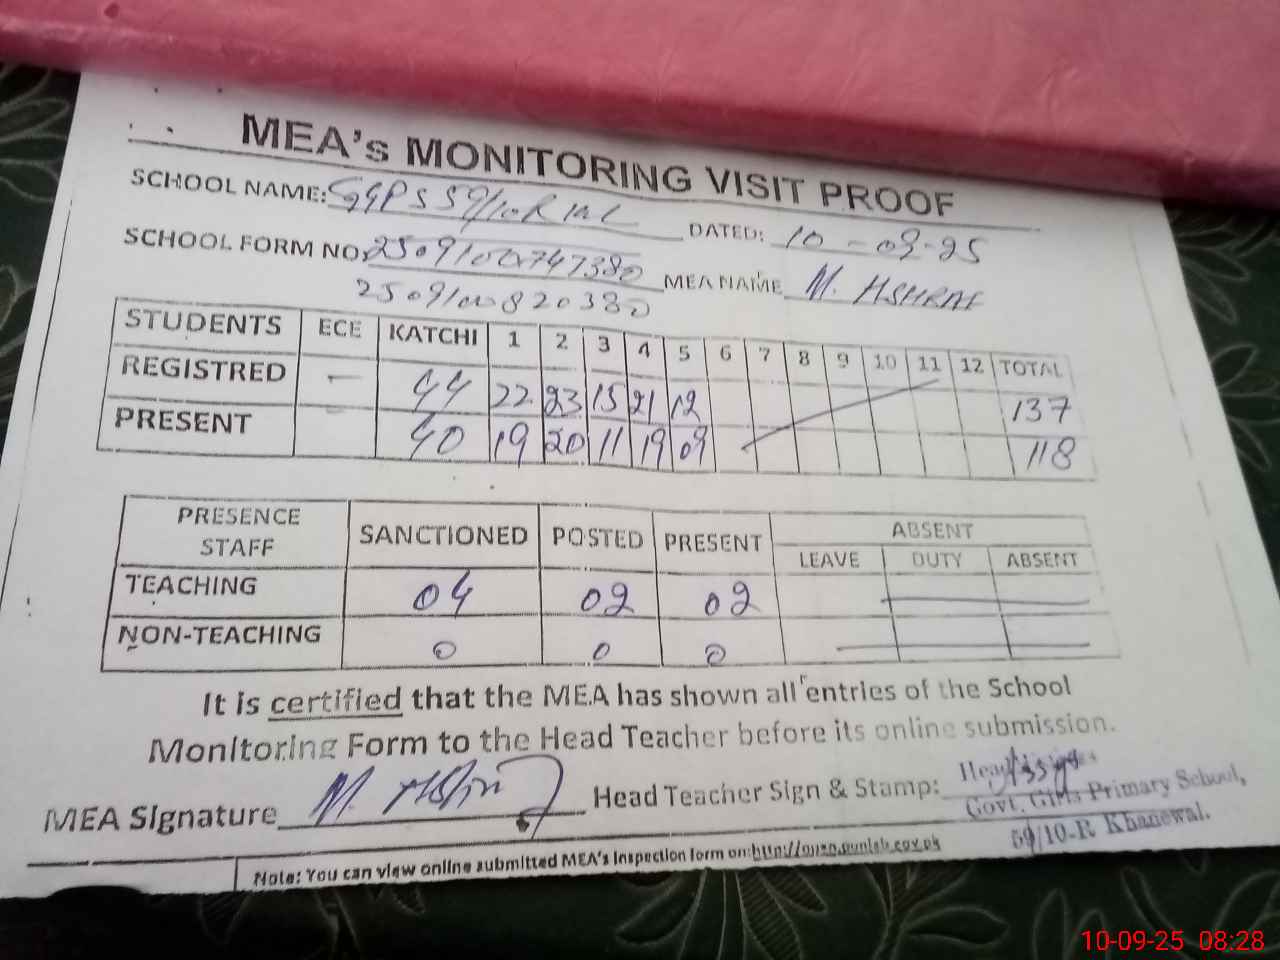 MEA's MONITORING VISIT PROOF
SCHOOL NAME: GGPS 59/10R DATED: 10-09-25
SCHOOL FORM NO: MEA NAME M. ASHRAF
STUDENTS ECE KATCHI 1 2 3 4 5 6 7 8 9 10 11 12 TOTAL
REGISTRED — 44 22 23 15 21 12 137
PRESENT 40 19 20 11 19 09 118
PRESENCE STAFF SANCTIONED POSTED PRESENT ABSENT
LEAVE DUTY ABSENT
TEACHING 04 02 02
NON-TEACHING 0 0 0
It is certified that the MEA has shown all entries of the School
Monitoring Form to the Head Teacher before its online submission.
MEA Signature M. Head Teacher Sign & Stamp:
Govt. Girls Primary School,
59/10-R Khanewal.
Note: You can view online submitted MEA's inspection form on:
10-09-25 08:28